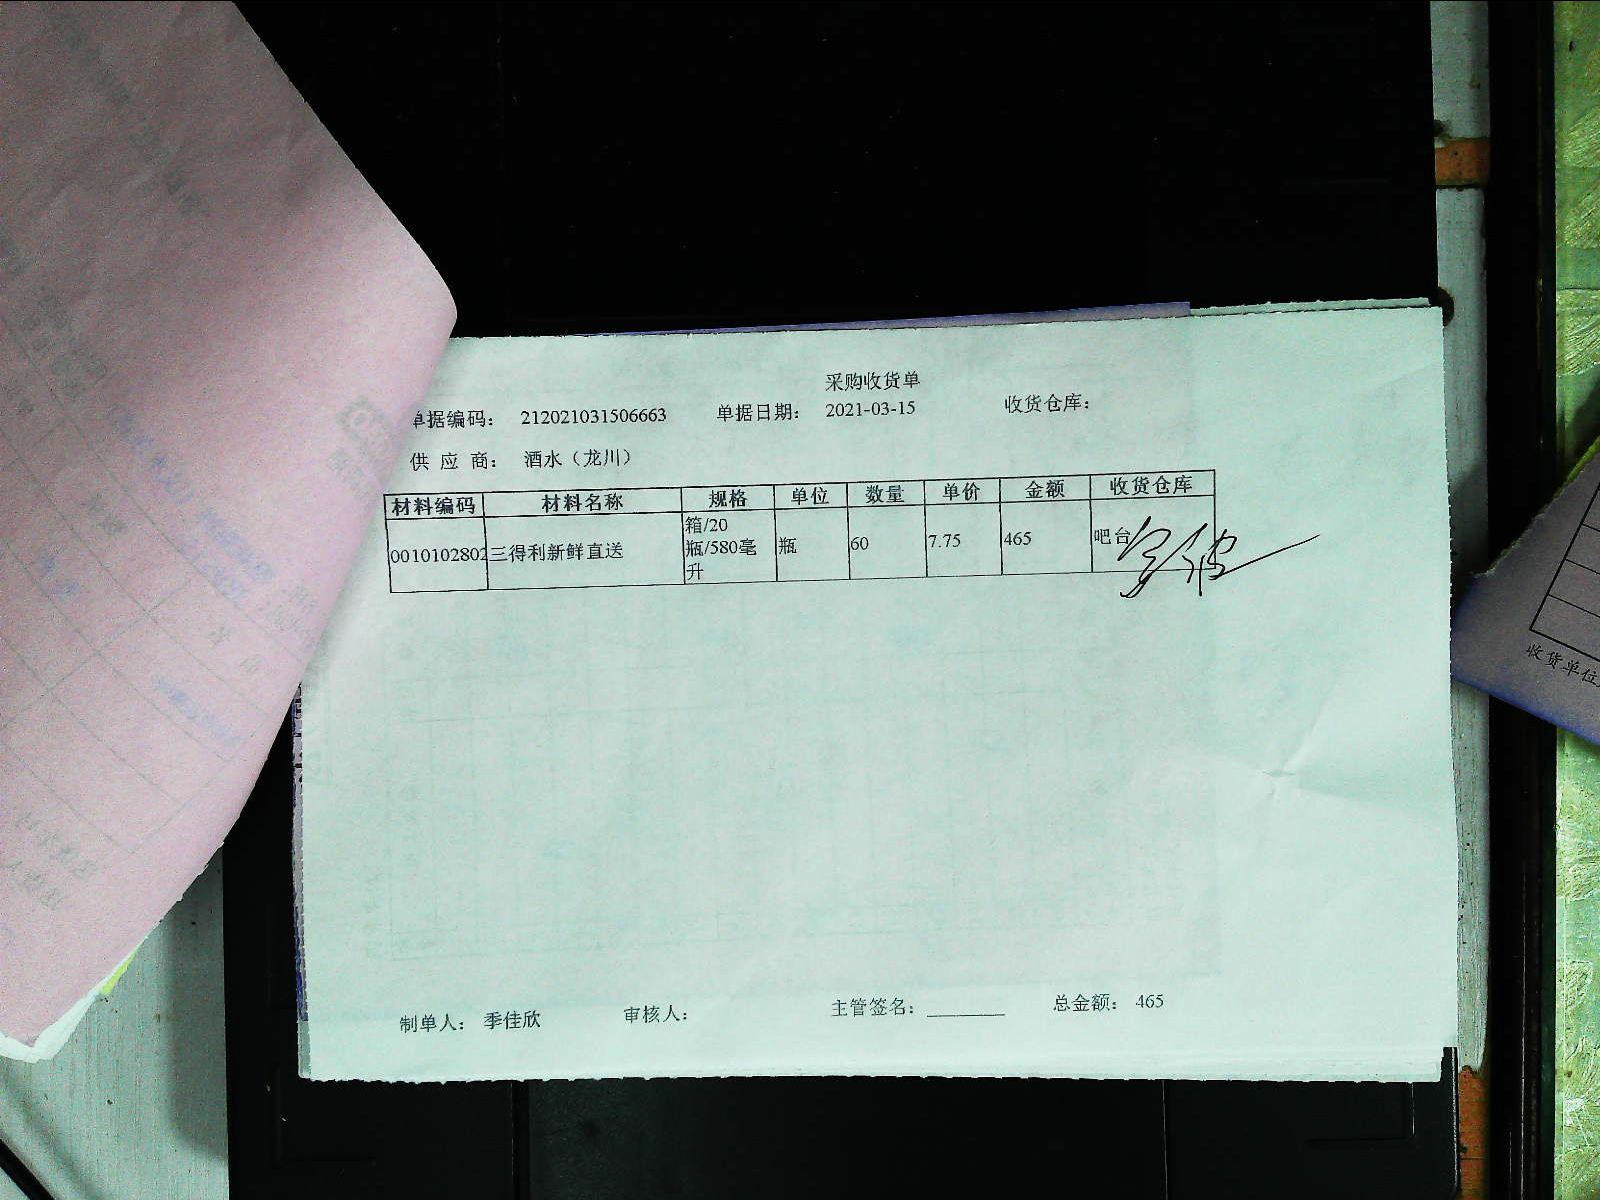 采购收货单
单据编码： 212021031506663 单据日期： 2021-03-15 收货仓库：
供 应 商： 酒水（龙川）
材料编码 材料名称 规格 单位 数量 单价 金额 收货仓库
0010102802 三得利新鲜直送 箱/20瓶/580毫升 瓶 60 7.75 465 吧台
制单人： 季佳欣 审核人： 主管签名：________ 总金额： 465
收货单位